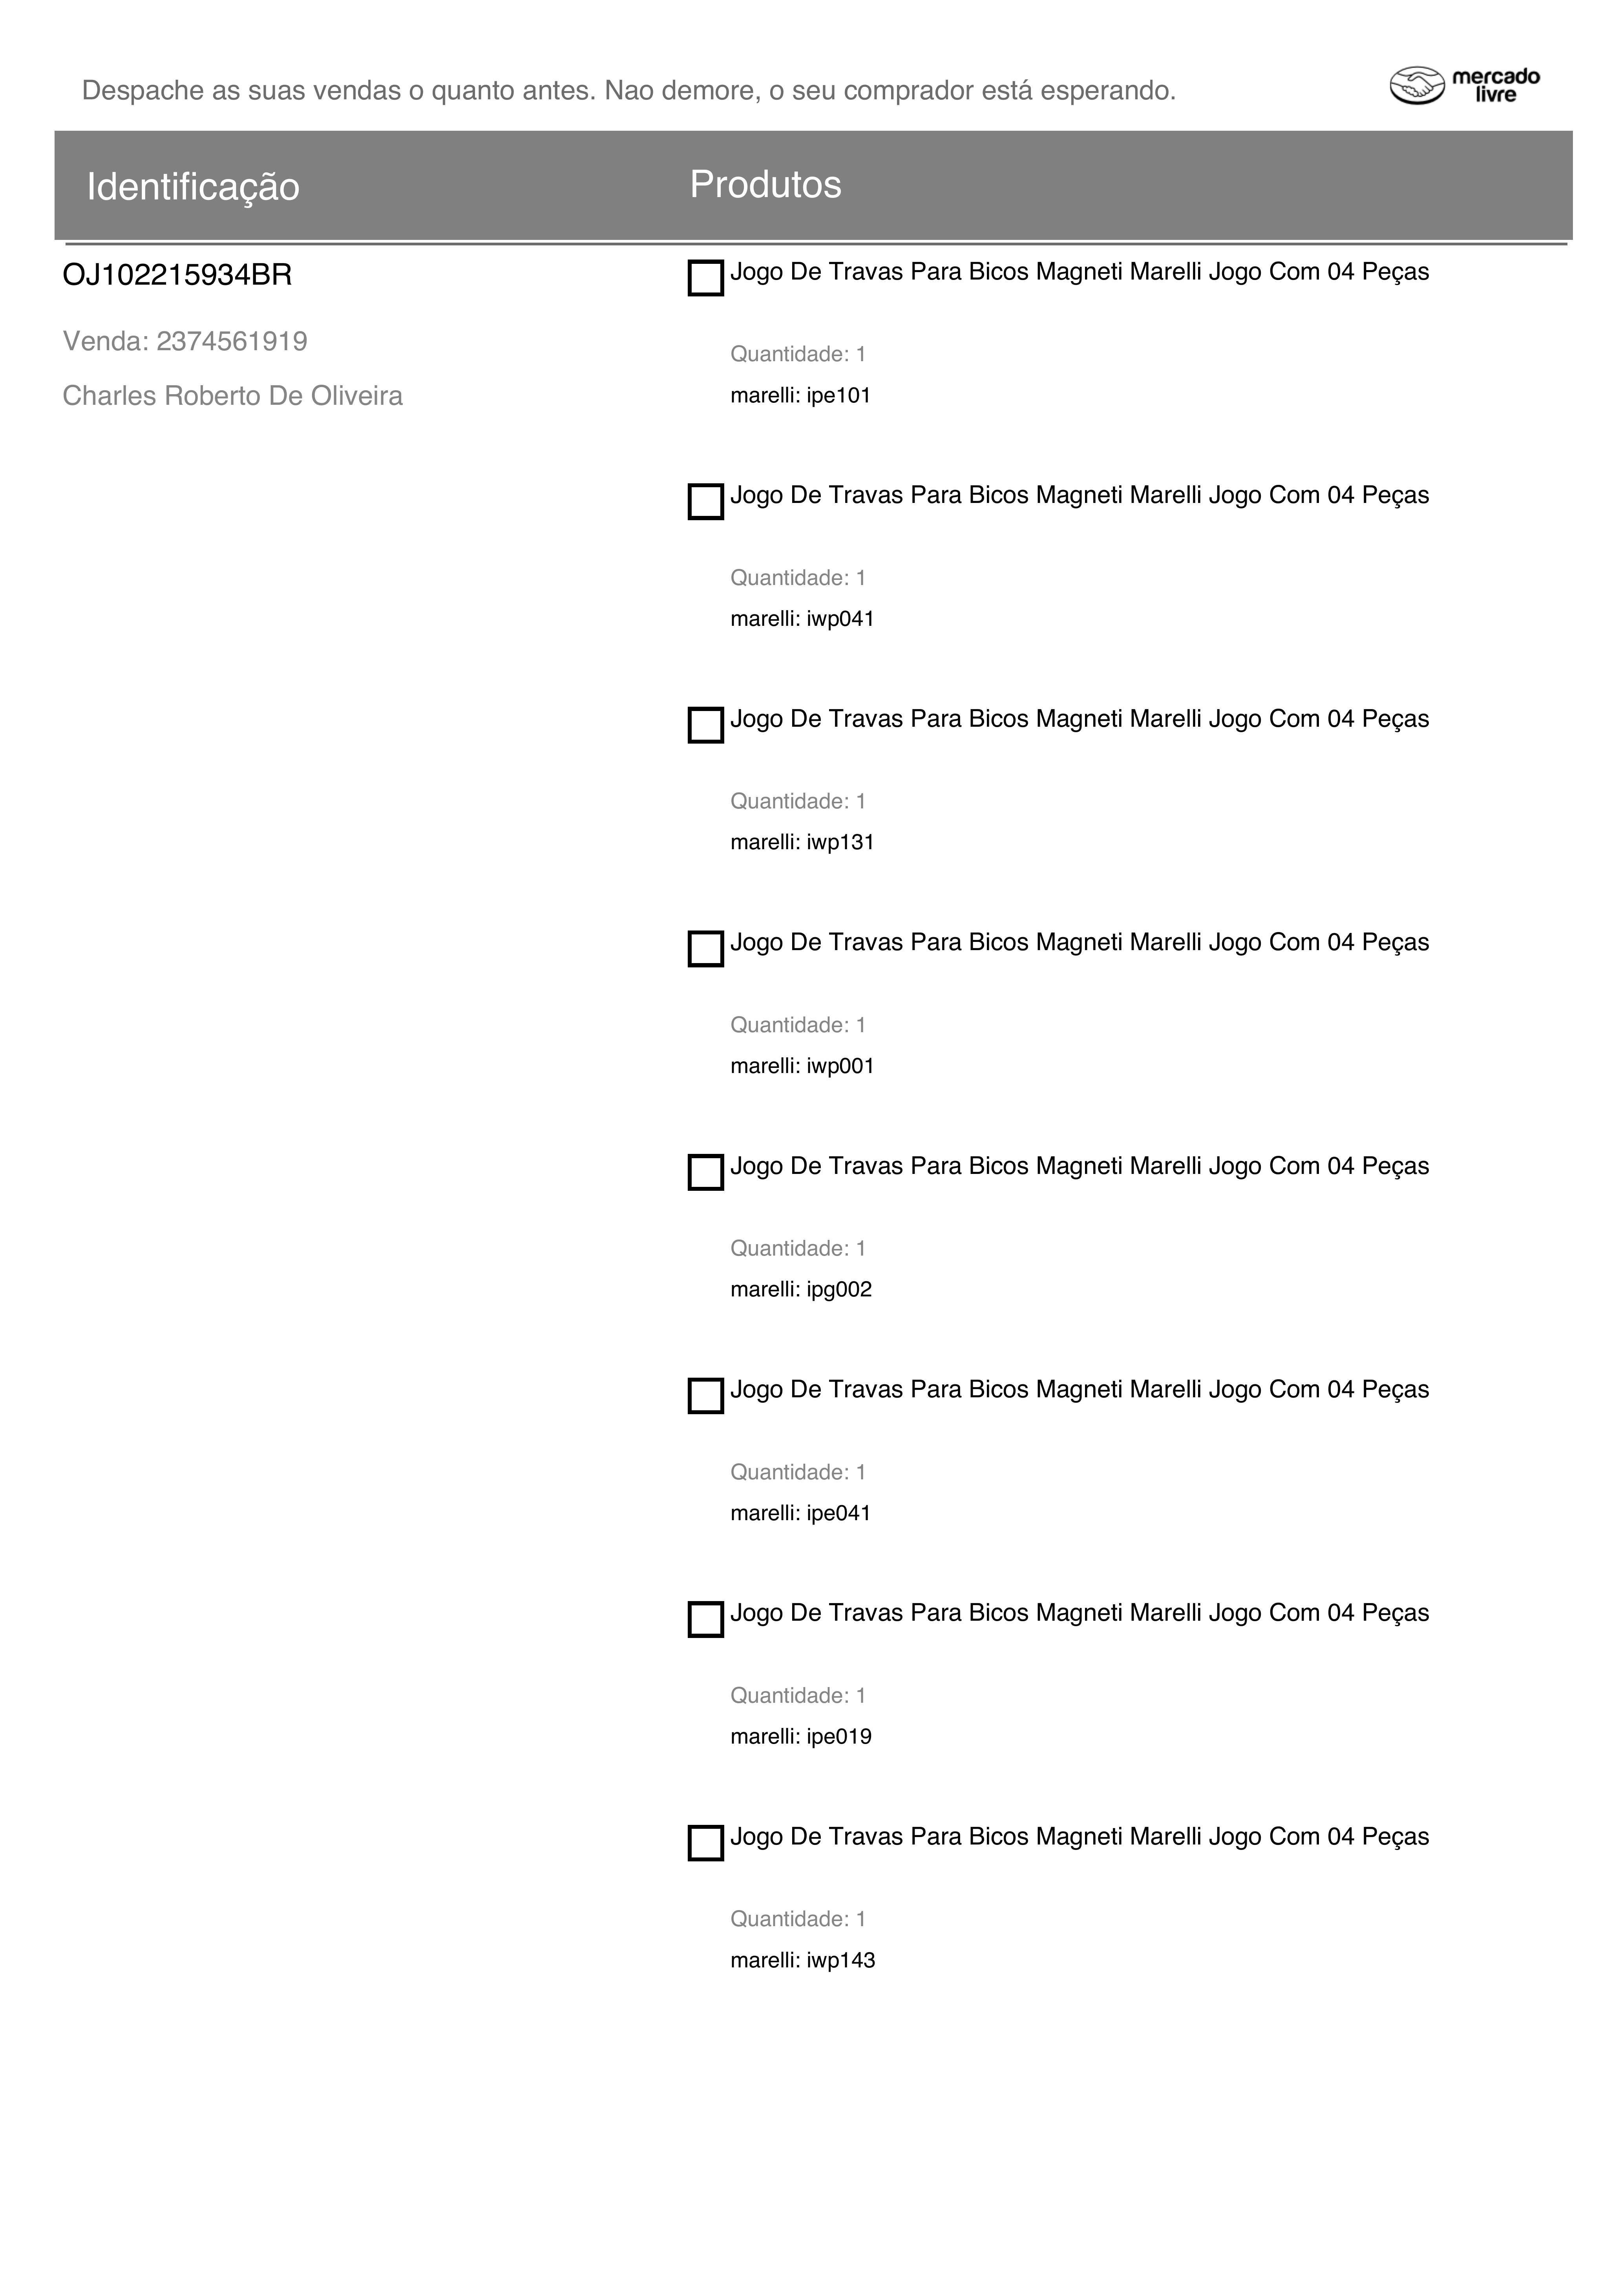 Despache as suas vendas o quanto antes. Nao demore, o seu comprador está esperando.
mercado
livre
Identificação
Produtos
OJ102215934BR
Venda: 2374561919
Charles Roberto De Oliveira
Jogo De Travas Para Bicos Magneti Marelli Jogo Com 04 Peças
Quantidade: 1
marelli: ipe101
Jogo De Travas Para Bicos Magneti Marelli Jogo Com 04 Peças
Quantidade: 1
marelli: iwp041
Jogo De Travas Para Bicos Magneti Marelli Jogo Com 04 Peças
Quantidade: 1
marelli: iwp131
Jogo De Travas Para Bicos Magneti Marelli Jogo Com 04 Peças
Quantidade: 1
marelli: iwp001
Jogo De Travas Para Bicos Magneti Marelli Jogo Com 04 Peças
Quantidade: 1
marelli: ipg002
Jogo De Travas Para Bicos Magneti Marelli Jogo Com 04 Peças
Quantidade: 1
marelli: ipe041
Jogo De Travas Para Bicos Magneti Marelli Jogo Com 04 Peças
Quantidade: 1
marelli: ipe019
Jogo De Travas Para Bicos Magneti Marelli Jogo Com 04 Peças
Quantidade: 1
marelli: iwp143